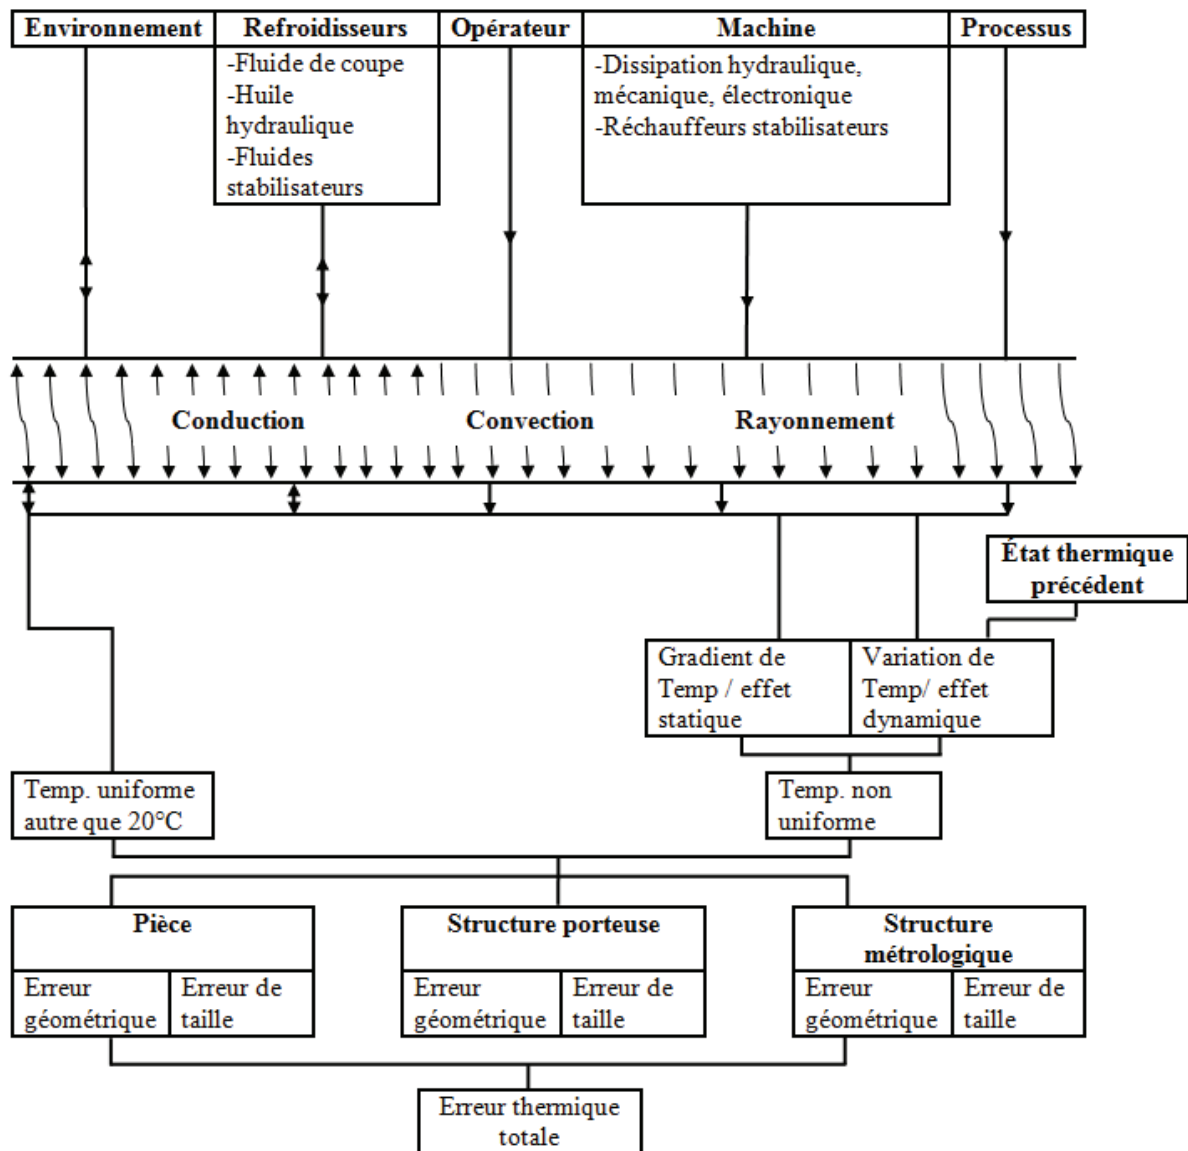 Environnement
Refroidisseurs
Opérateur
Machine
Processus
-Fluide de coupe
-Huile
hydraulique
-Fluides
stabilisateurs
-Dissipation hydraulique,
mécanique, électronique
-Réchauffeurs stabilisateurs
Conduction
Convection
Rayonnement
État thermique
précédent
Gradient de
Temp / effet
statique
Variation de
Temp/ effet
dynamique
Temp. uniforme
autre que 20°C
Temp. non
uniforme
Pièce
Erreur
géométrique
Erreur de
taille
Structure porteuse
Erreur
géométrique
Erreur de
taille
Structure
métrologique
Erreur
géométrique
Erreur de
taille
Erreur thermique
totale